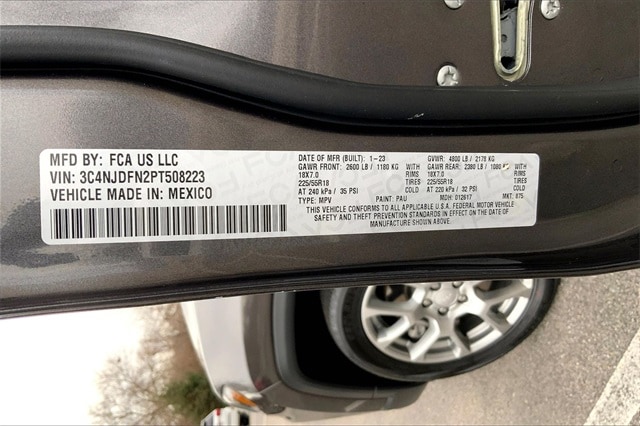 MFD BY: FCA US LLC
VIN: 3C4NJDFN2PT508223
VEHICLE MADE IN: MEXICO
DATE OF MFR (BUILT): 1-23 GVWR: 4800 LB / 2178 KG
GAWR FRONT: 2600 LB / 1180 KG WITH GAWR REAR: 2380 LB / 1080 WITH
18X7.0 RIMS 18X7.0 RIMS
225/55R18 TIRES 225/55R18 TIRES
AT 240 kPa / 35 PSI AT 220 kPa / 32 PSI
TYPE: MPV PAINT: PAU MDH: 012617 MKT: 875
THIS VEHICLE CONFORMS TO ALL APPLICABLE U.S.A. FEDERAL MOTOR VEHICLE
SAFETY AND THEFT PREVENTION STANDARDS IN EFFECT ON THE DATE OF
MANUFACTURE SHOWN ABOVE.